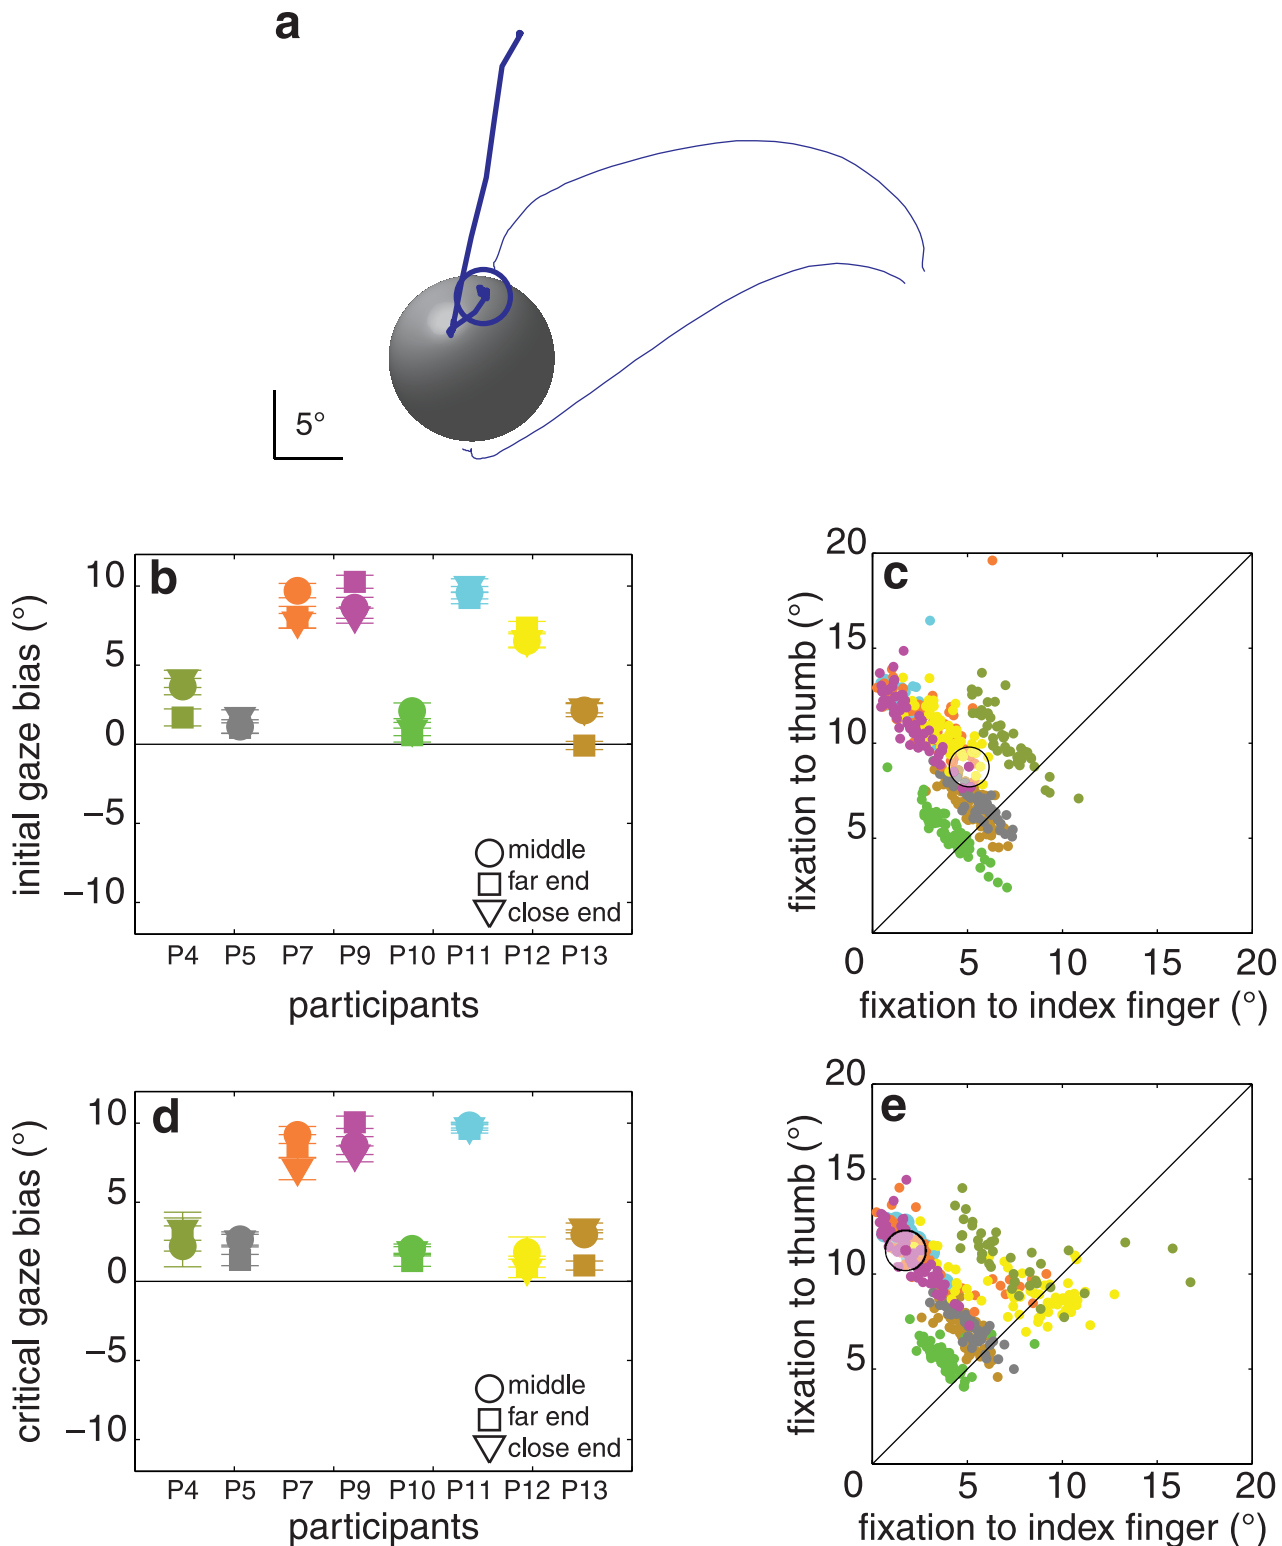 a
5°
b
initial gaze bias (°)
10
5
0
−5
−10
middle
far end
close end
P4 P5 P7 P9 P10 P11 P12 P13
participants
c
fixation to thumb (°)
20
15
10
5
0 5 10 15 20
fixation to index finger (°)
d
critical gaze bias (°)
10
5
0
−5
−10
middle
far end
close end
P4 P5 P7 P9 P10 P11 P12 P13
participants
e
fixation to thumb (°)
20
15
10
5
0 5 10 15 20
fixation to index finger (°)